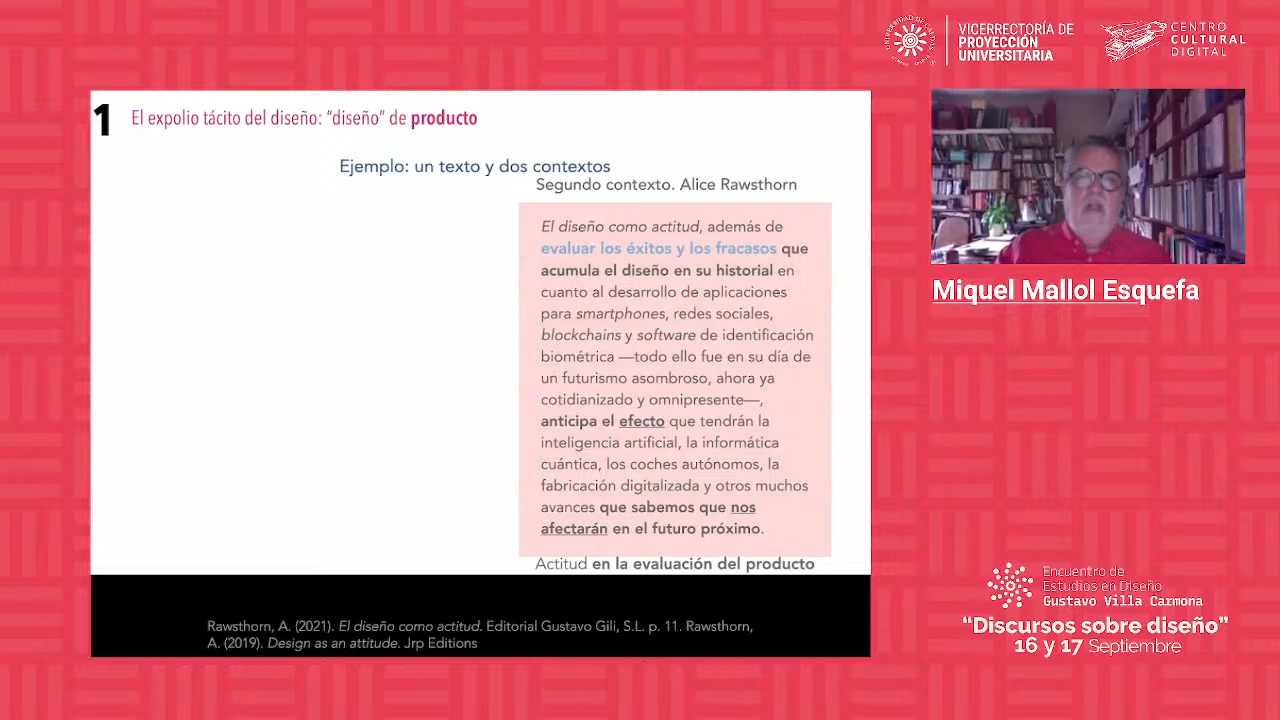 VICERRECTORÍA DE
PROYECCIÓN
UNIVERSITARIA
CENTRO
CULTURAL
DIGITAL
1 El expolio tácito del diseño: “diseño” de producto
Ejemplo: un texto y dos contextos
Segundo contexto. Alice Rawsthorn
El diseño como actitud, además de
evaluar los éxitos y los fracasos que
acumula el diseño en su historial en
cuanto al desarrollo de aplicaciones
para smartphones, redes sociales,
blockchains y software de identificación
biométrica —todo ello fue en su día de
un futurismo asombroso, ahora ya
cotidianizado y omnipresente—,
anticipa el efecto que tendrán la
inteligencia artificial, la informática
cuántica, los coches autónomos, la
fabricación digitalizada y otros muchos
avances que sabemos que nos
afectarán en el futuro próximo.
Actitud en la evaluación del producto
Rawsthorn, A. (2021). El diseño como actitud. Editorial Gustavo Gili, S.L. p. 11. Rawsthorn,
A. (2019). Design as an attitude. Jrp Editions
Miquel Mallol Esquefa
Encuentro de
Estudios en Diseño
Gustavo Villa Carmona
“Discursos sobre diseño”
16 y 17 Septiembre